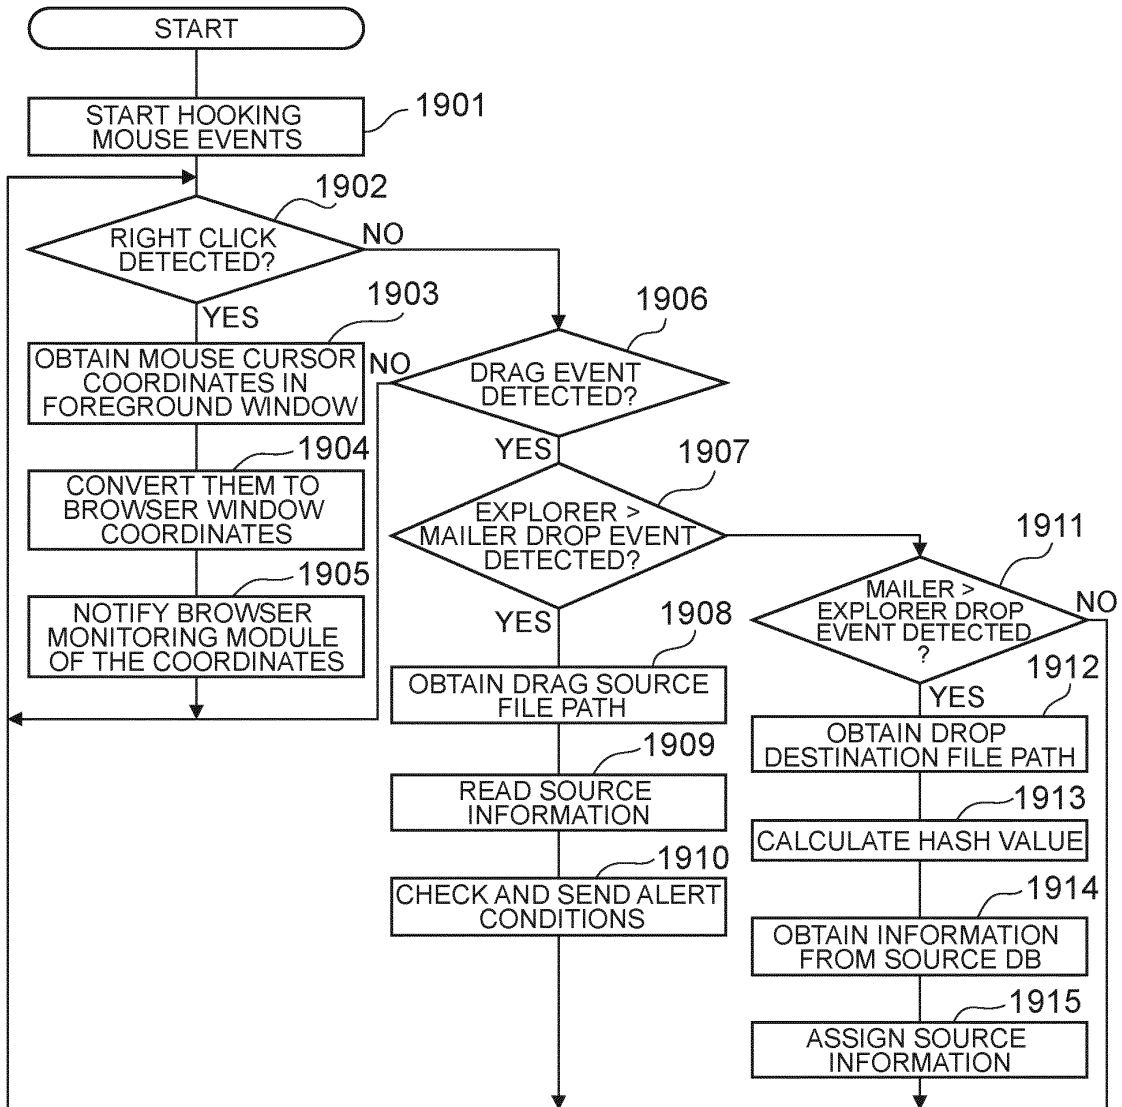 START
1901
START HOOKING
MOUSE EVENTS
1902
RIGHT CLICK
DETECTED?
NO
YES
1903
OBTAIN MOUSE CURSOR
COORDINATES IN
FOREGROUND WINDOW
1904
CONVERT THEM TO
BROWSER WINDOW
COORDINATES
1905
NOTIFY BROWSER
MONITORING MODULE
OF THE COORDINATES
1906
NO
DRAG EVENT
DETECTED?
YES
1907
EXPLORER >
MAILER DROP EVENT
DETECTED?
YES
1908
OBTAIN DRAG SOURCE
FILE PATH
1909
READ SOURCE
INFORMATION
1910
CHECK AND SEND ALERT
CONDITIONS
1911
MAILER >
EXPLORER DROP
EVENT DETECTED
?
NO
YES
1912
OBTAIN DROP
DESTINATION FILE PATH
1913
CALCULATE HASH VALUE
1914
OBTAIN INFORMATION
FROM SOURCE DB
1915
ASSIGN SOURCE
INFORMATION